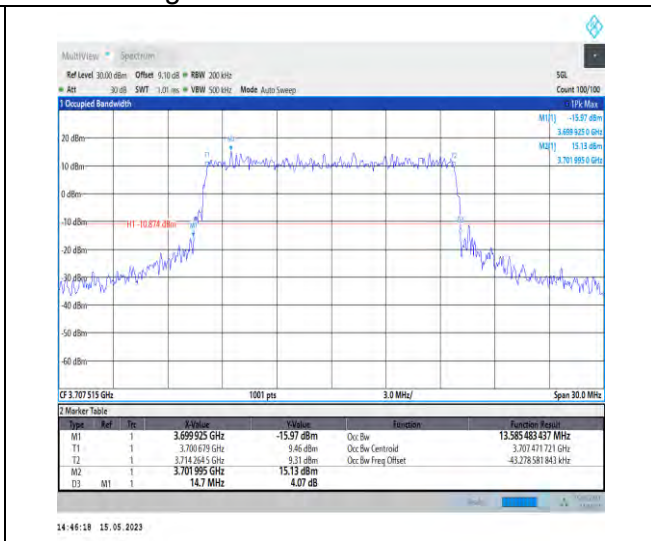 MultiView Spectrum
Ref Level 30.00 dBm Offset 9.10 dB RBW 200 kHz SGL
Att 30 dB SWT 1.01 ms VBW 500 kHz Mode Auto Sweep Count 100/100
1 Occupied Bandwidth 1Pk Max
M1[1] -15.97 dBm
3.699 925 0 GHz
M2[1] 15.13 dBm
3.701 995 0 GHz
20 dBm
10 dBm
0 dBm
-10 dBm
H1 -10.874 dBm
M1
-20 dBm
-30 dBm
-40 dBm
-50 dBm
-60 dBm
CF 3.707 515 GHz 1001 pts 3.0 MHz/ Span 30.0 MHz
2 Marker Table
Type Ref Trc X-Value Y-Value Function Function Result
M1 1 3.699 925 GHz -15.97 dBm Occ Bw 13.585 483 437 MHz
T1 1 3.700 679 GHz 9.46 dBm Occ Bw Centroid 3.707 471 721 GHz
T2 1 3.714 264 5 GHz 9.31 dBm Occ Bw Freq Offset -43.278 581 843 kHz
M2 1 3.701 995 GHz 15.13 dBm
D3 M1 1 14.7 MHz 4.07 dB
14:46:18 15.05.2023